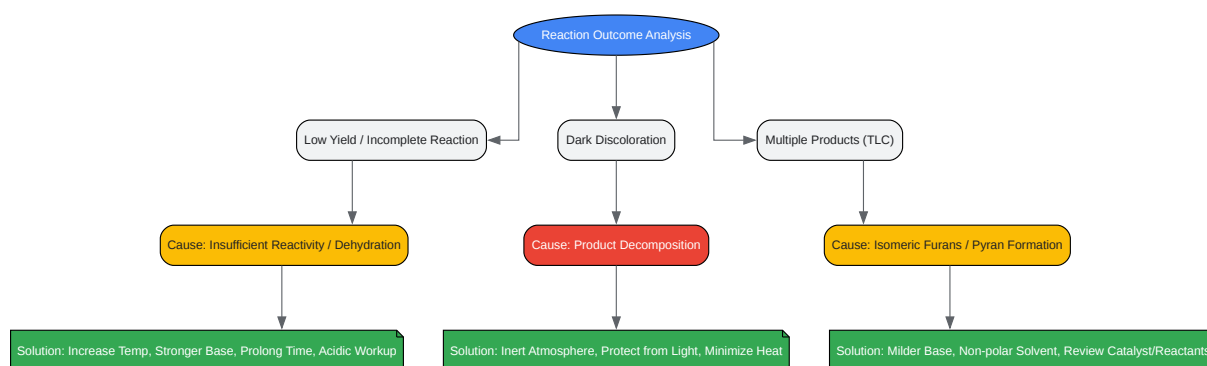 Reaction Outcome Analysis
Low Yield / Incomplete Reaction
Dark Discoloration
Multiple Products (TLC)
Cause: Insufficient Reactivity / Dehydration
Cause: Product Decomposition
Cause: Isomeric Furans / Pyran Formation
Solution: Increase Temp, Stronger Base, Prolong Time, Acidic Workup
Solution: Inert Atmosphere, Protect from Light, Minimize Heat
Solution: Milder Base, Non-polar Solvent, Review Catalyst/Reactants